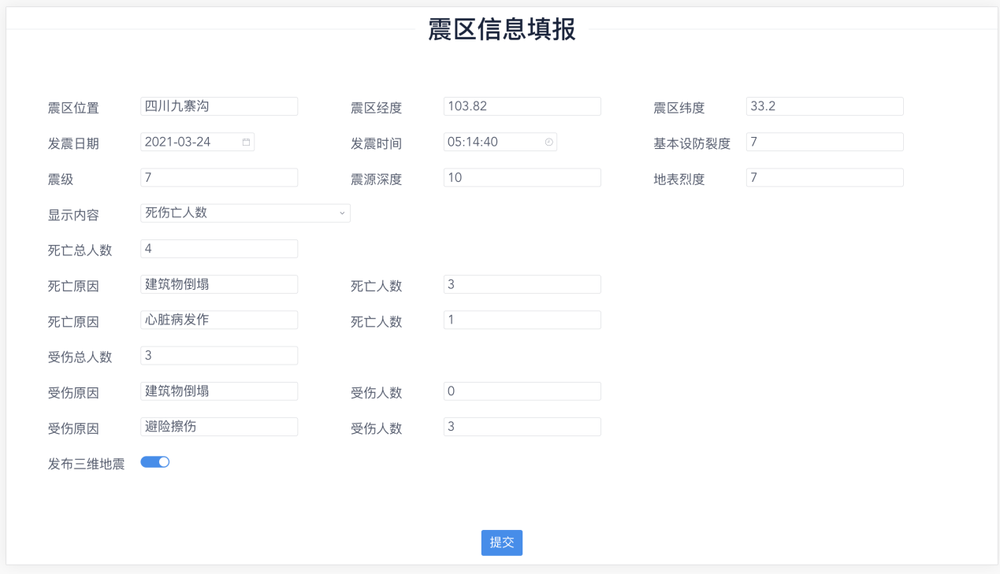 震区信息填报
震区位置 四川九寨沟 震区经度 103.82 震区纬度 33.2
发震日期 2021-03-24 发震时间 05:14:40 基本设防裂度 7
震级 7 震源深度 10 地表烈度 7
显示内容 死伤亡人数
死亡总人数 4
死亡原因 建筑物倒塌 死亡人数 3
死亡原因 心脏病发作 死亡人数 1
受伤总人数 3
受伤原因 建筑物倒塌 受伤人数 0
受伤原因 避险擦伤 受伤人数 3
发布三维地震
提交